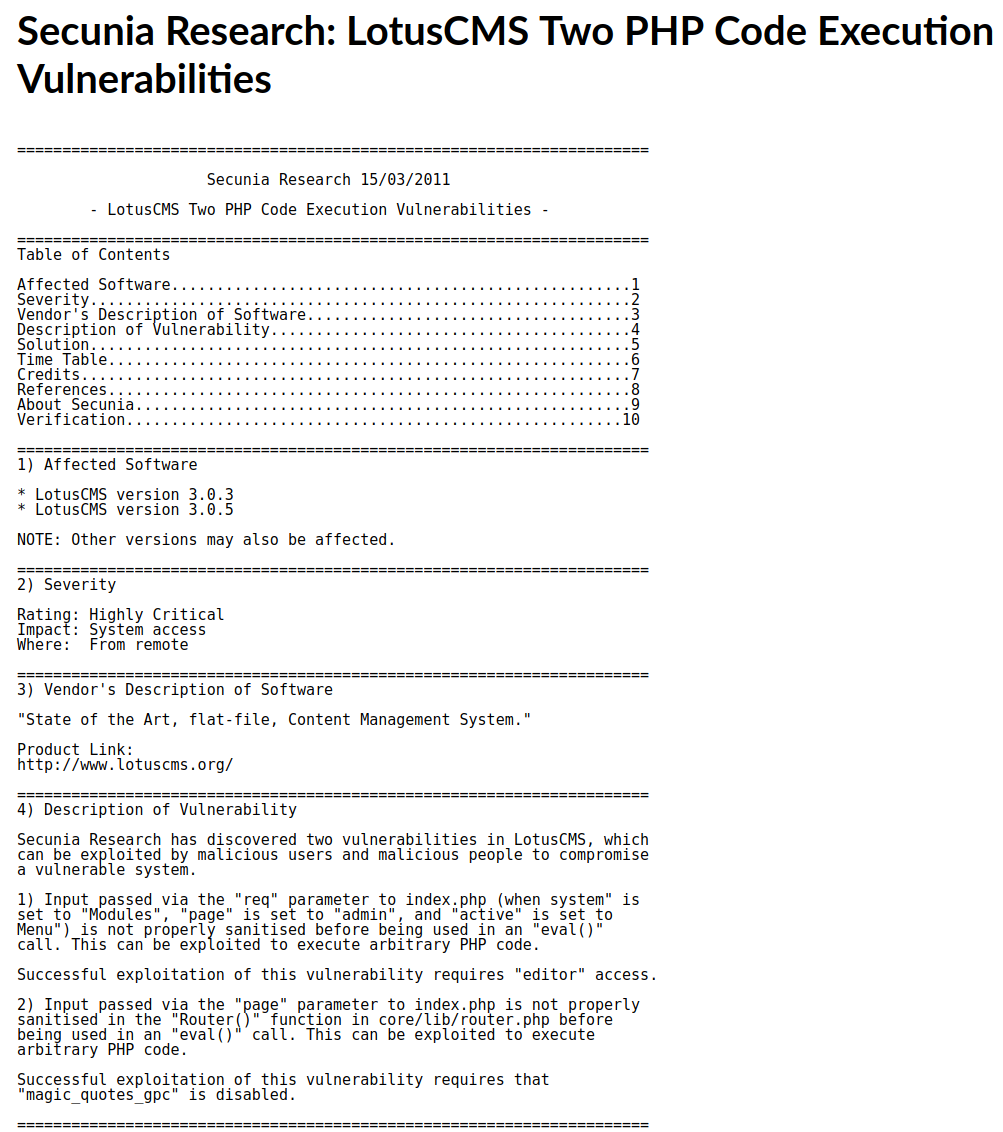 Secunia Research: LotusCMS Two PHP Code Execution
Vulnerabilities
======================================================================
Secunia Research 15/03/2011
- LotusCMS Two PHP Code Execution Vulnerabilities -
======================================================================
Table of Contents
Affected Software...................................................1
Severity............................................................2
Vendor's Description of Software....................................3
Description of Vulnerability........................................4
Solution............................................................5
Time Table..........................................................6
Credits.............................................................7
References..........................................................8
About Secunia.......................................................9
Verification.......................................................10
======================================================================
1) Affected Software
* LotusCMS version 3.0.3
* LotusCMS version 3.0.5
NOTE: Other versions may also be affected.
======================================================================
2) Severity
Rating: Highly Critical
Impact: System access
Where:  From remote
======================================================================
3) Vendor's Description of Software
"State of the Art, flat-file, Content Management System."
Product Link:
http://www.lotuscms.org/
======================================================================
4) Description of Vulnerability
Secunia Research has discovered two vulnerabilities in LotusCMS, which
can be exploited by malicious users and malicious people to compromise
a vulnerable system.
1) Input passed via the "req" parameter to index.php (when system" is
set to "Modules", "page" is set to "admin", and "active" is set to
Menu") is not properly sanitised before being used in an "eval()"
call. This can be exploited to execute arbitrary PHP code.
Successful exploitation of this vulnerability requires "editor" access.
2) Input passed via the "page" parameter to index.php is not properly
sanitised in the "Router()" function in core/lib/router.php before
being used in an "eval()" call. This can be exploited to execute
arbitrary PHP code.
Successful exploitation of this vulnerability requires that
"magic_quotes_gpc" is disabled.
======================================================================